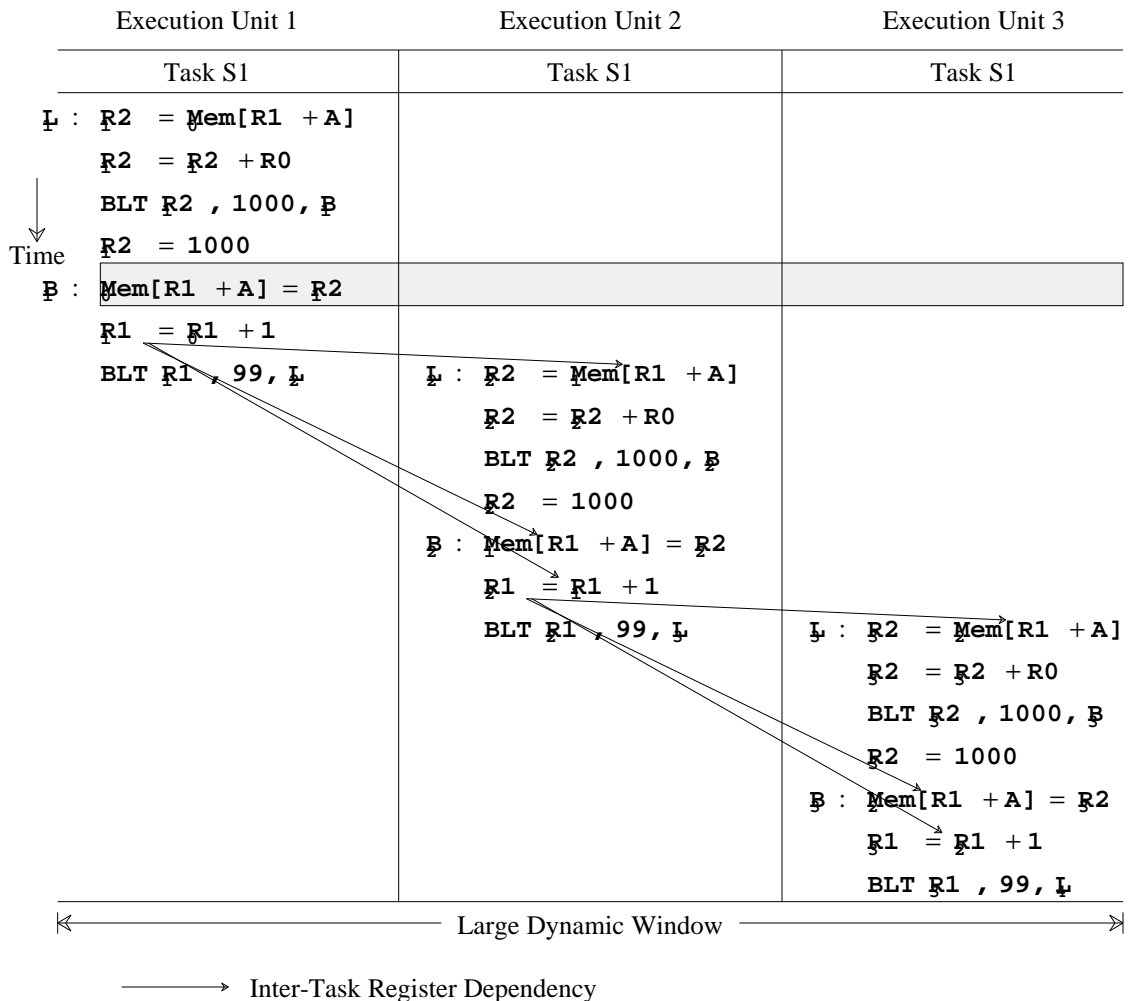 Execution Unit 1
Task S1
L₁ : R2₁ = Mem[R1₀ + A]
R2₁ = R2₁ + R0
BLT R2₁ , 1000, B₁
R2₁ = 1000
B₁ : Mem[R1₀ + A] = R2₁
R1₁ = R1₀ + 1
BLT R1₁ , 99, L₂
Time
Execution Unit 2
Task S1
L₂ : R2₂ = Mem[R1₁ + A]
R2₂ = R2₂ + R0
BLT R2₂ , 1000, B₂
R2₂ = 1000
B₂ : Mem[R1₁ + A] = R2₂
R1₂ = R1₁ + 1
BLT R1₂ , 99, L₃
Execution Unit 3
Task S1
L₃ : R2₃ = Mem[R1₂ + A]
R2₃ = R2₃ + R0
BLT R2₃ , 1000, B₃
R2₃ = 1000
B₃ : Mem[R1₂ + A] = R2₃
R1₃ = R1₂ + 1
BLT R1₃ , 99, L₄
Large Dynamic Window
Inter-Task Register Dependency